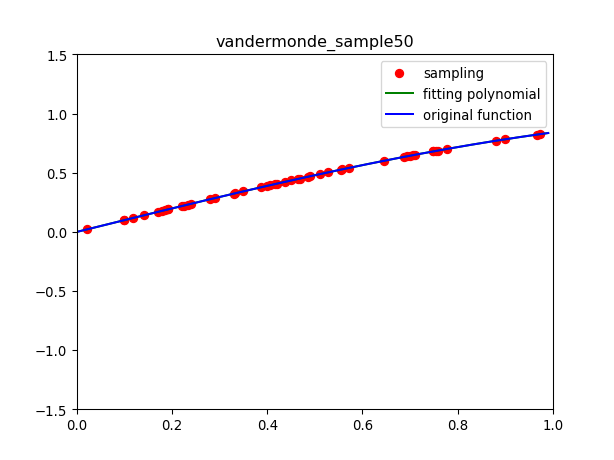 vandermonde_sample50
sampling
fitting polynomial
original function
1.5
1.0
0.5
0.0
−0.5
−1.0
−1.5
0.0 0.2 0.4 0.6 0.8 1.0